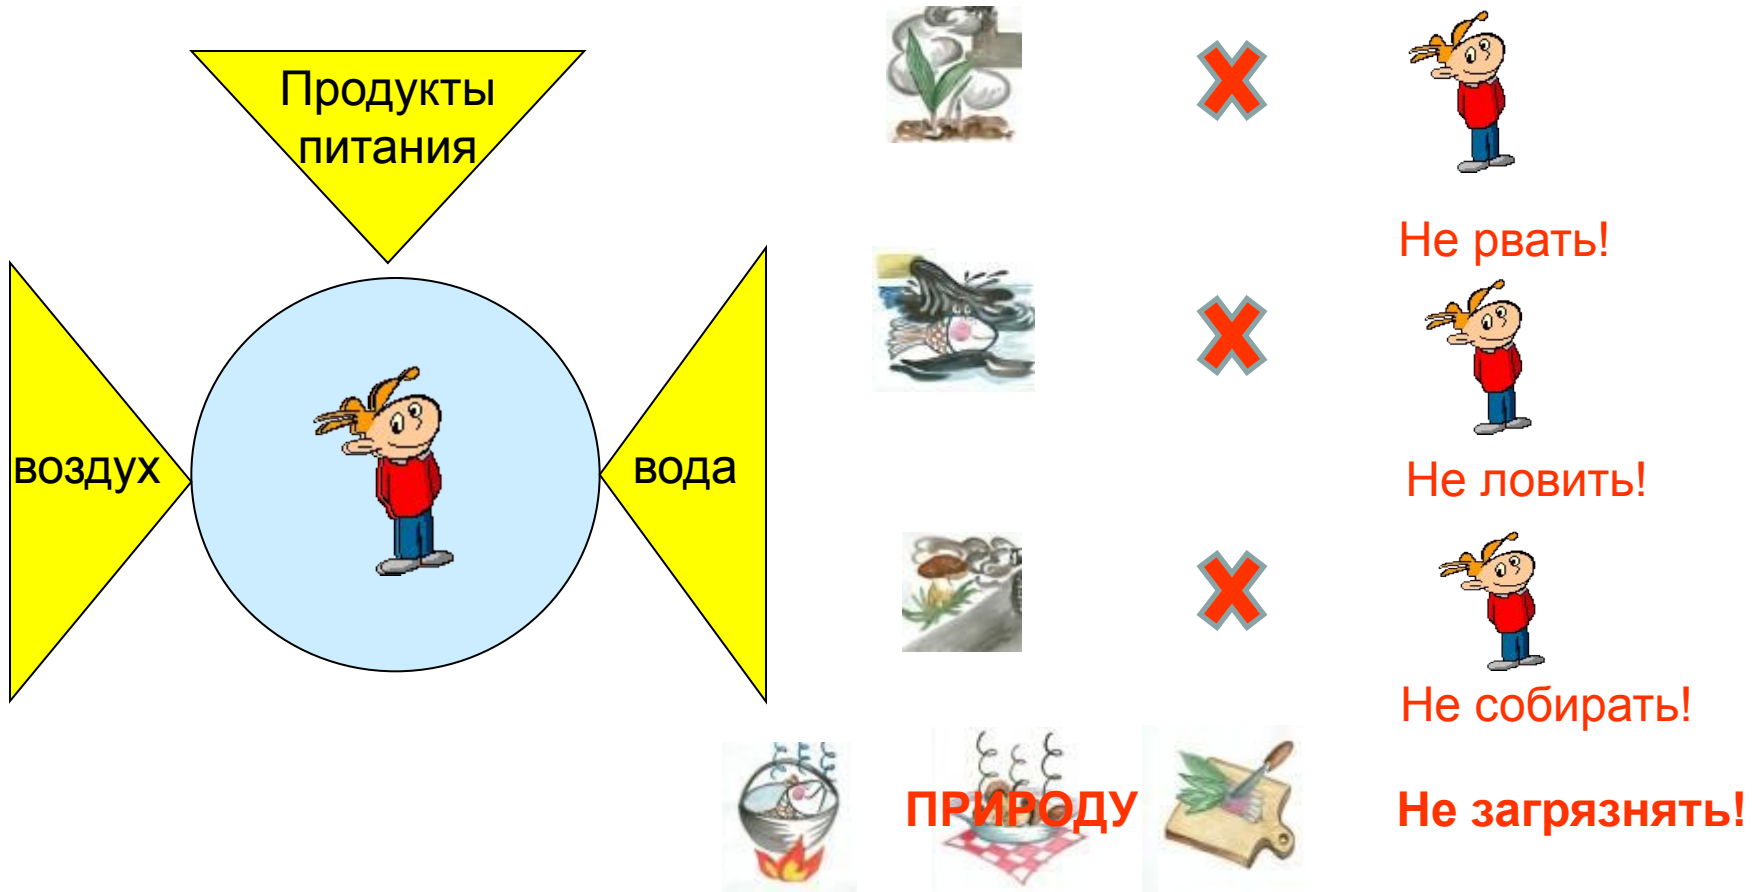 Продукты
питания
воздух
вода
Не рвать!
Не ловить!
Не собирать!
ПРИРОДУ
Не загрязнять!